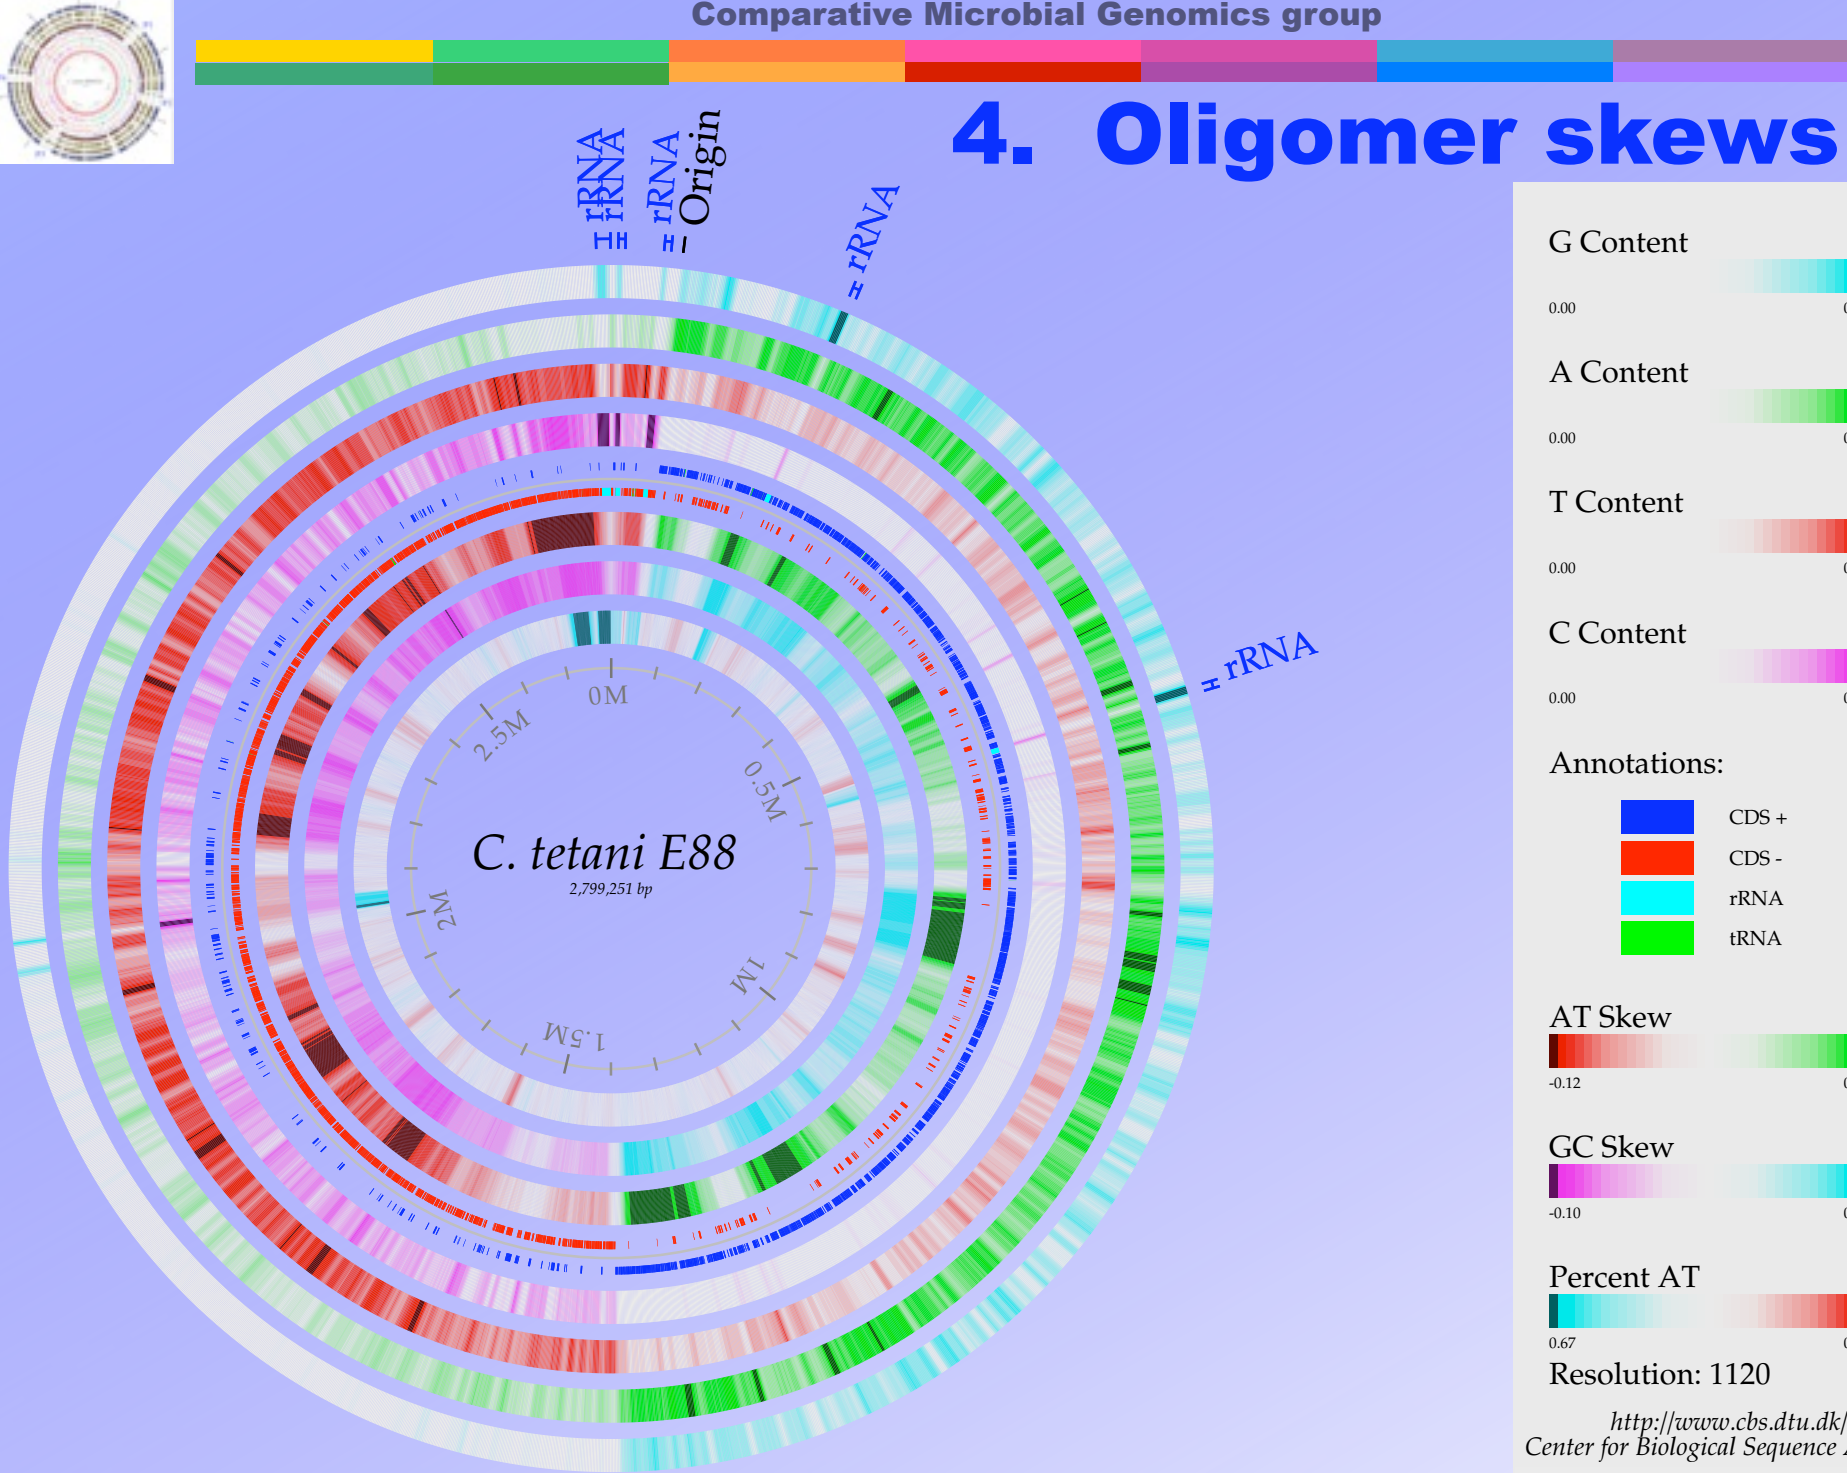 Comparative Microbial Genomics group
4. Oligomer skews
rRNA
rRNA
rRNA
Origin
rRNA
rRNA
0M
0.5M
1M
1.5M
2M
2.5M
C. tetani E88
2,799,251 bp
G Content
0.00
A Content
0.00
T Content
0.00
C Content
0.00
Annotations:
CDS +
CDS -
rRNA
tRNA
AT Skew
-0.12
GC Skew
-0.10
Percent AT
0.67
Resolution: 1120
http://www.cbs.dtu.dk/
Center for Biological Sequence